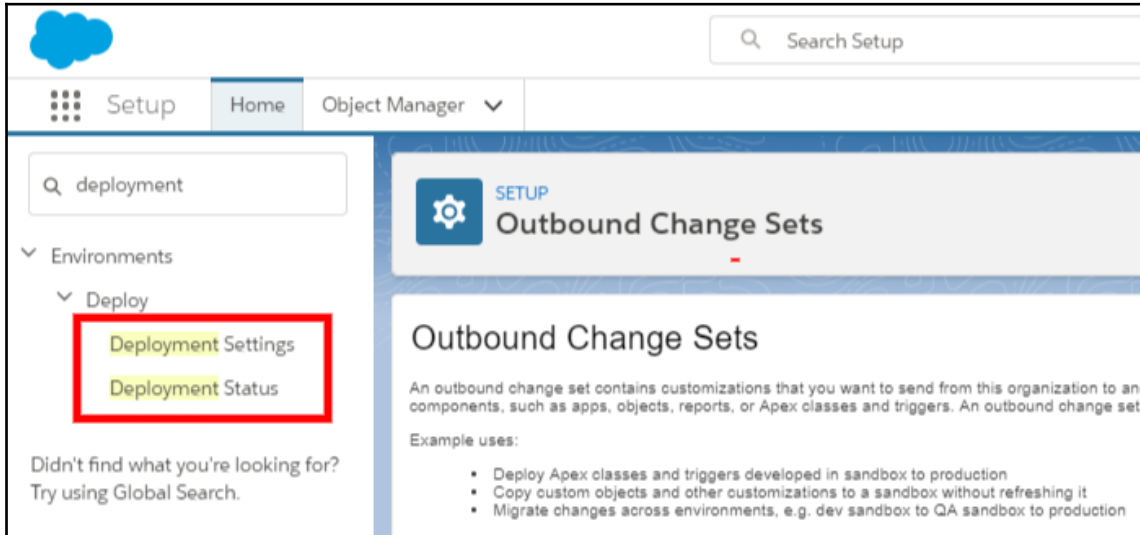 Search Setup
Setup
Home
Object Manager
deployment
Environments
Deploy
Deployment Settings
Deployment Status
Didn't find what you're looking for?
Try using Global Search.
SETUP
Outbound Change Sets
Outbound Change Sets
An outbound change set contains customizations that you want to send from this organization to an
components, such as apps, objects, reports, or Apex classes and triggers. An outbound change set
Example uses:
Deploy Apex classes and triggers developed in sandbox to production
Copy custom objects and other customizations to a sandbox without refreshing it
Migrate changes across environments, e.g. dev sandbox to QA sandbox to production